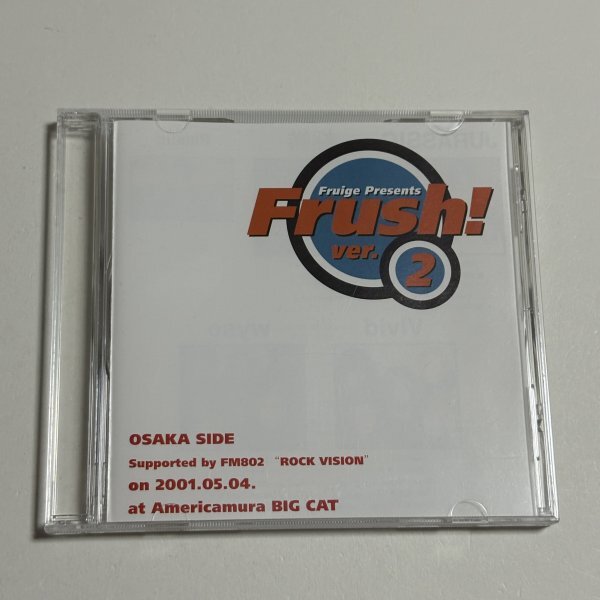 Fruige Presents
Frush!
ver. 2
OSAKA SIDE
Supported by FM802 “ROCK VISION”
on 2001.05.04.
at Americamura BIG CAT